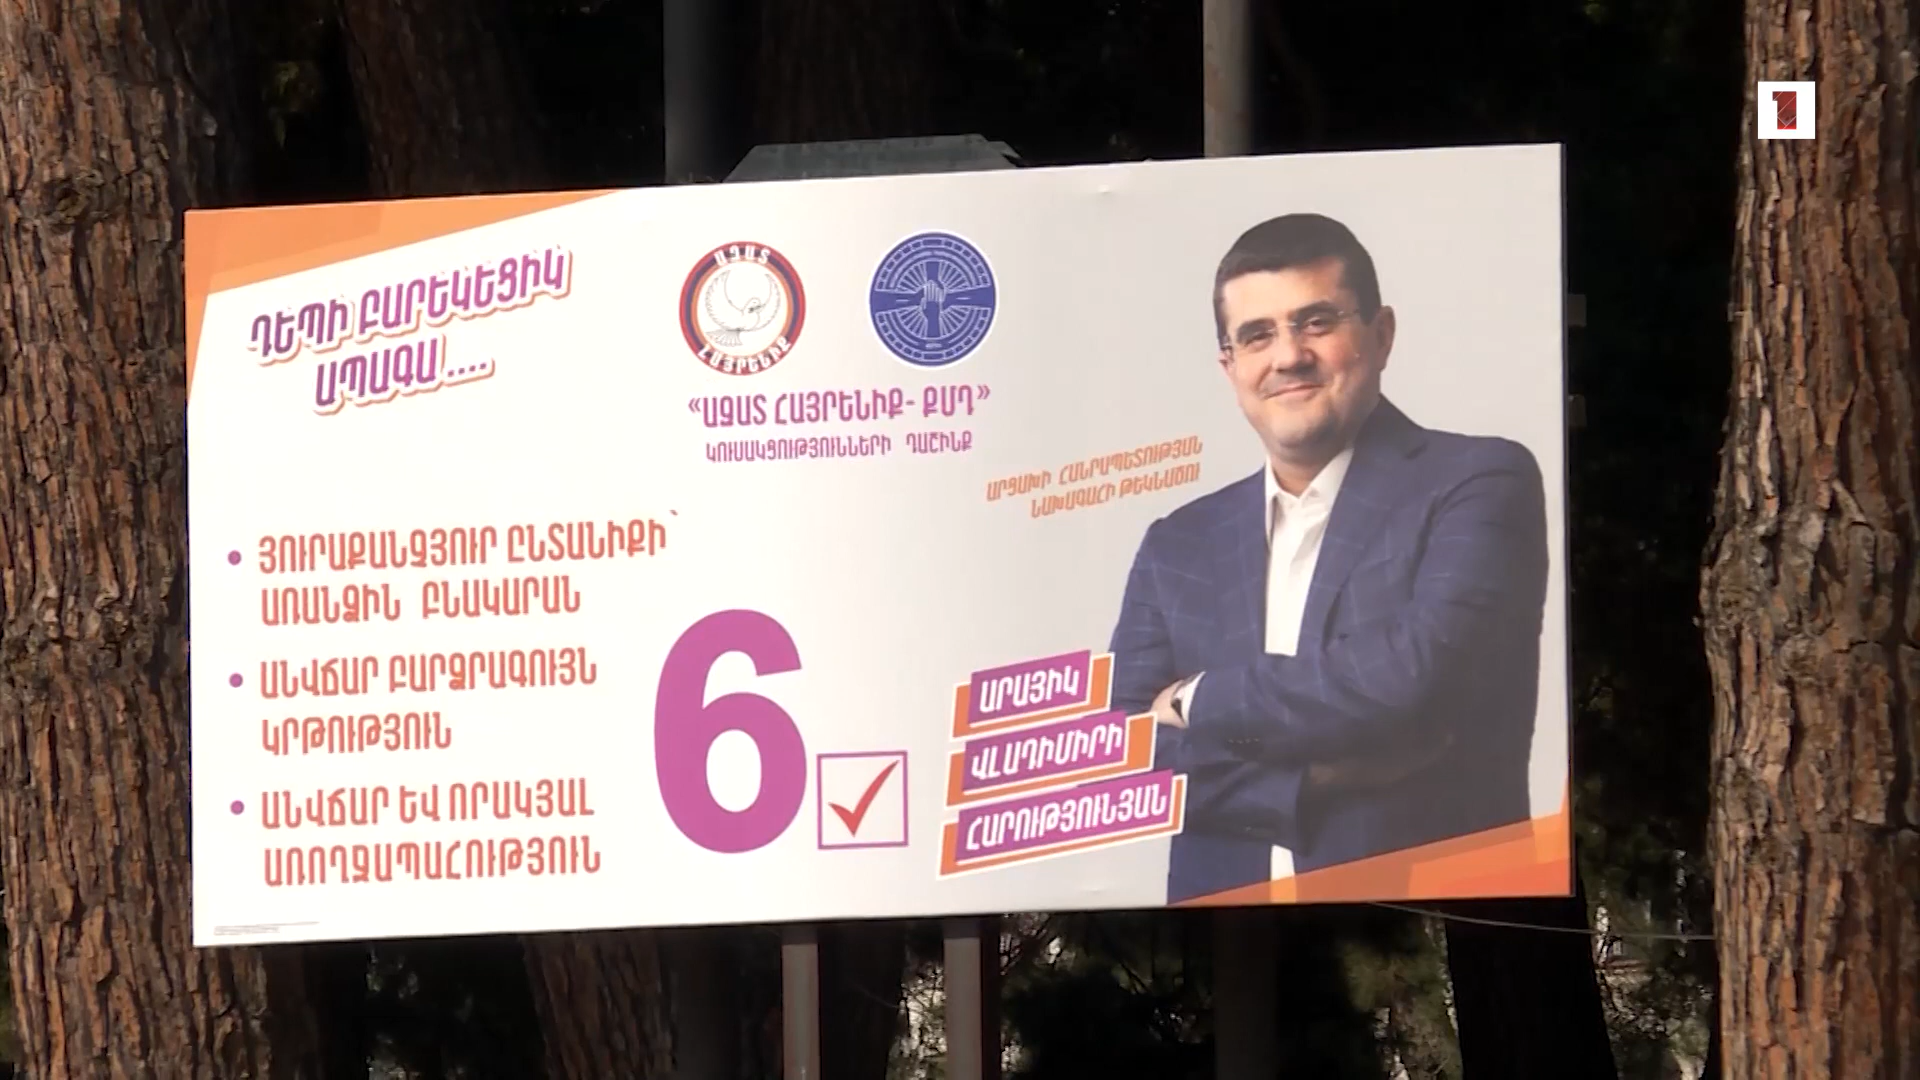 1
ԴԵՊԻ ԲԱՐԵԿԵՑԻԿ
ԱՊԱԳԱ ....
ԱԶԱՏ
ՀԱՅՐԵՆԻՔ
«ԱԶԱՏ ՀԱՅՐԵՆԻՔ- ՔՄԴ»
ԿՈՒՍԱԿՑՈՒԹՅՈՒՆՆԵՐԻ ԴԱՇԻՆՔ
ԱՐՑԱԽԻ ՀԱՆՐԱՊԵՏՈՒԹՅԱՆ
ՆԱԽԱԳԱՀԻ ԹԵԿՆԱԾՈՒ
• ՅՈՒՐԱՔԱՆՉՅՈՒՐ ԸՆՏԱՆԻՔԻ՝
ԱՌԱՆՁԻՆ ԲՆԱԿԱՐԱՆ
• ԱՆՎՃԱՐ ԲԱՐՁՐԱԳՈՒՅՆ
ԿՐԹՈՒԹՅՈՒՆ
• ԱՆՎՃԱՐ ԵՎ ՈՐԱԿՅԱԼ
ԱՌՈՂՋԱՊԱՀՈՒԹՅՈՒՆ
6
ԱՐԱՅԻԿ
ՎԼԱԴԻՄԻՐԻ
ՀԱՐՈՒԹՅՈՒՆՅԱՆ